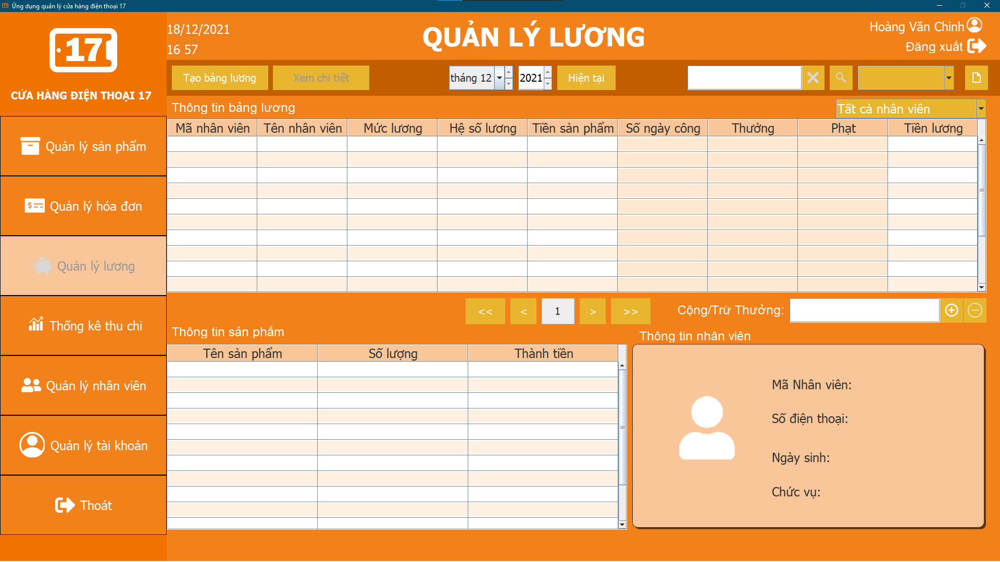 Ứng dụng quản lý cửa hàng điện thoại 17
17
CỬA HÀNG ĐIỆN THOẠI 17
18/12/2021
16 57
QUẢN LÝ LƯƠNG
Hoàng Văn Chinh
Đăng xuất
Tạo bảng lương
Xem chi tiết
tháng 12
2021
Hiện tại
Thông tin bảng lương
Tất cả nhân viên
Mã nhân viên Tên nhân viên Mức lương Hệ số lương Tiền sản phẩm Số ngày công Thưởng Phạt Tiền lương
Quản lý sản phẩm
Quản lý hóa đơn
Quản lý lương
Thống kê thu chi
Quản lý nhân viên
Quản lý tài khoản
Thoát
<< < 1 > >>
Cộng/Trừ Thưởng:
Thông tin sản phẩm
Tên sản phẩm Số lượng Thành tiền
Thông tin nhân viên
Mã Nhân viên:
Số điện thoại:
Ngày sinh:
Chức vụ: